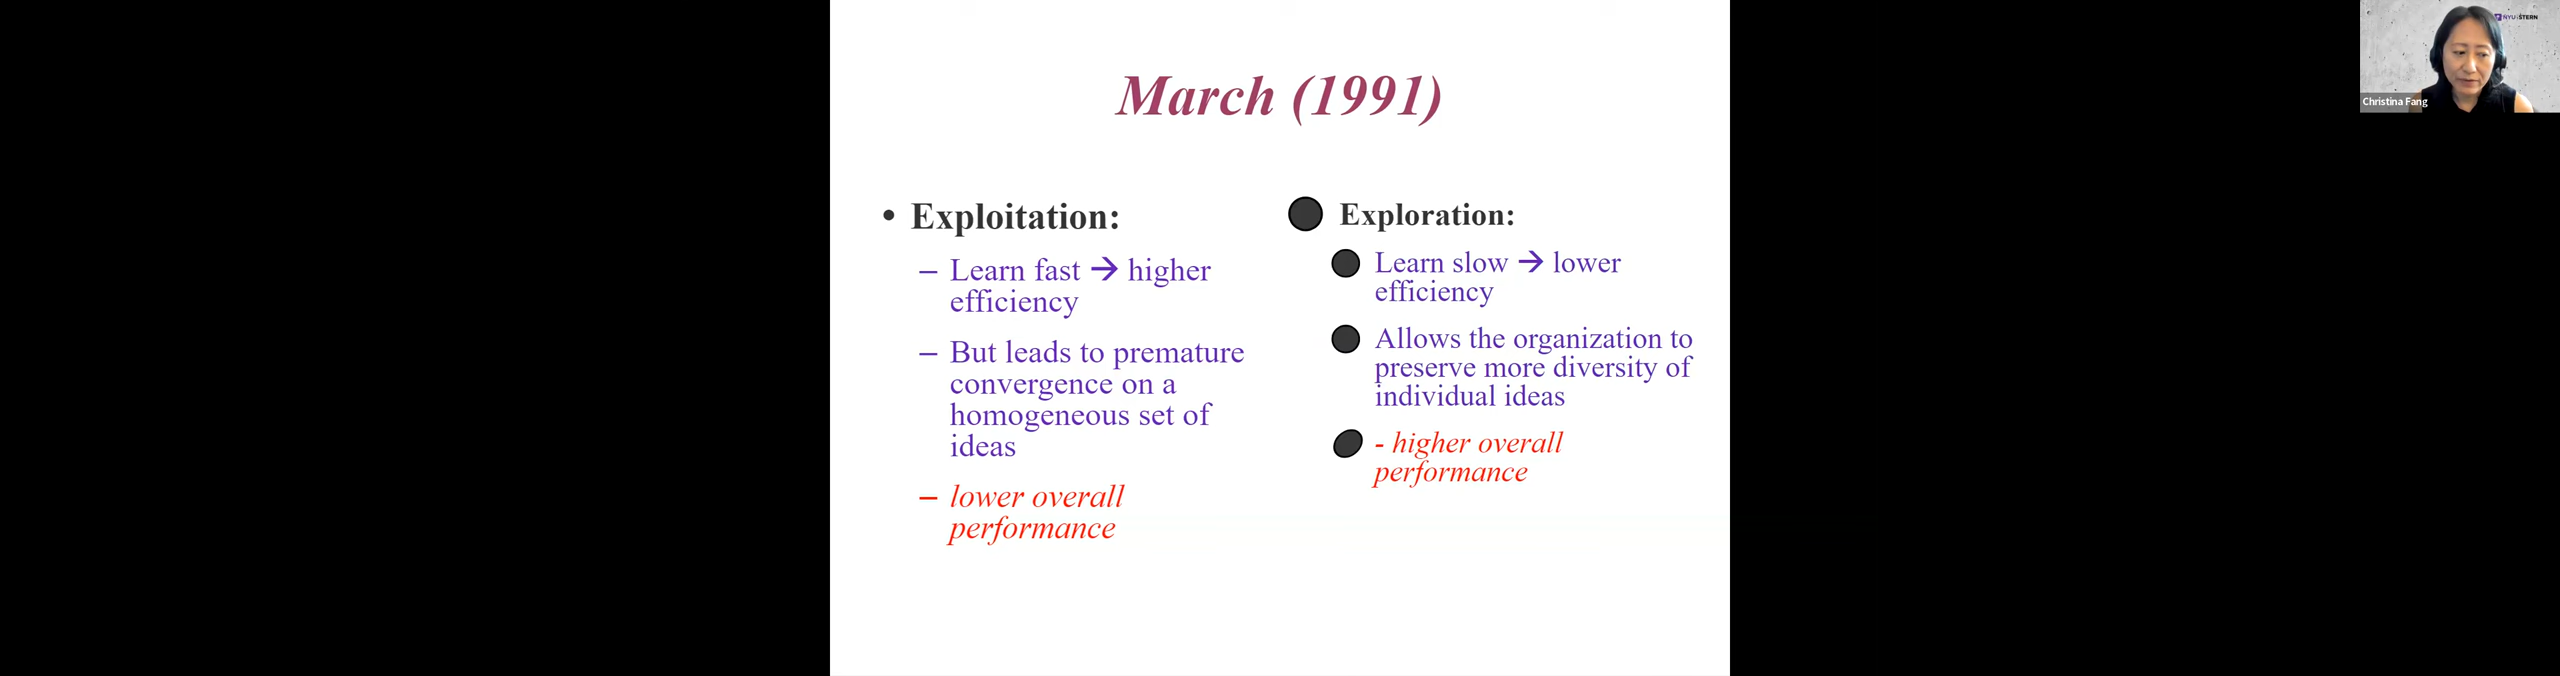 March (1991)
• Exploitation:
– Learn fast → higher
efficiency
– But leads to premature
convergence on a
homogeneous set of
ideas
– lower overall
performance
Exploration:
Learn slow → lower
efficiency
Allows the organization to
preserve more diversity of
individual ideas
- higher overall
performance
NYU STERN
Christina Fang